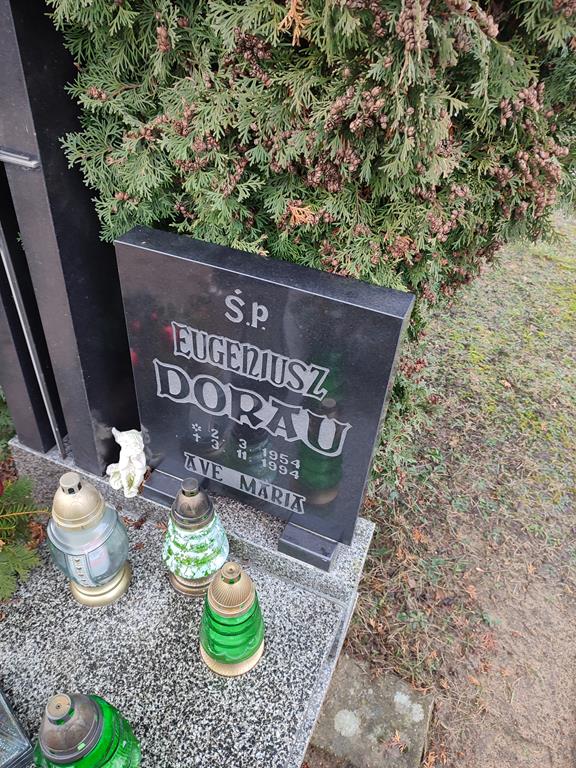 Ś.P.
EUGENIUSZ
DORAU
* 2. 3. 1954
+ 3. 11. 1994
AVE MARIA